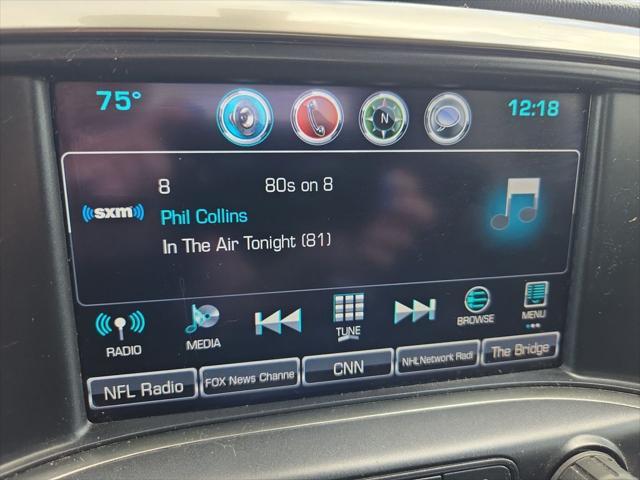 75°
N
12:18
8
80s on 8
((sxm))
Phil Collins
In The Air Tonight (81)
RADIO
MEDIA
TUNE
BROWSE
MENU
NFL Radio
FOX News Channe
CNN
NHLNetwork Radi
The Bridge